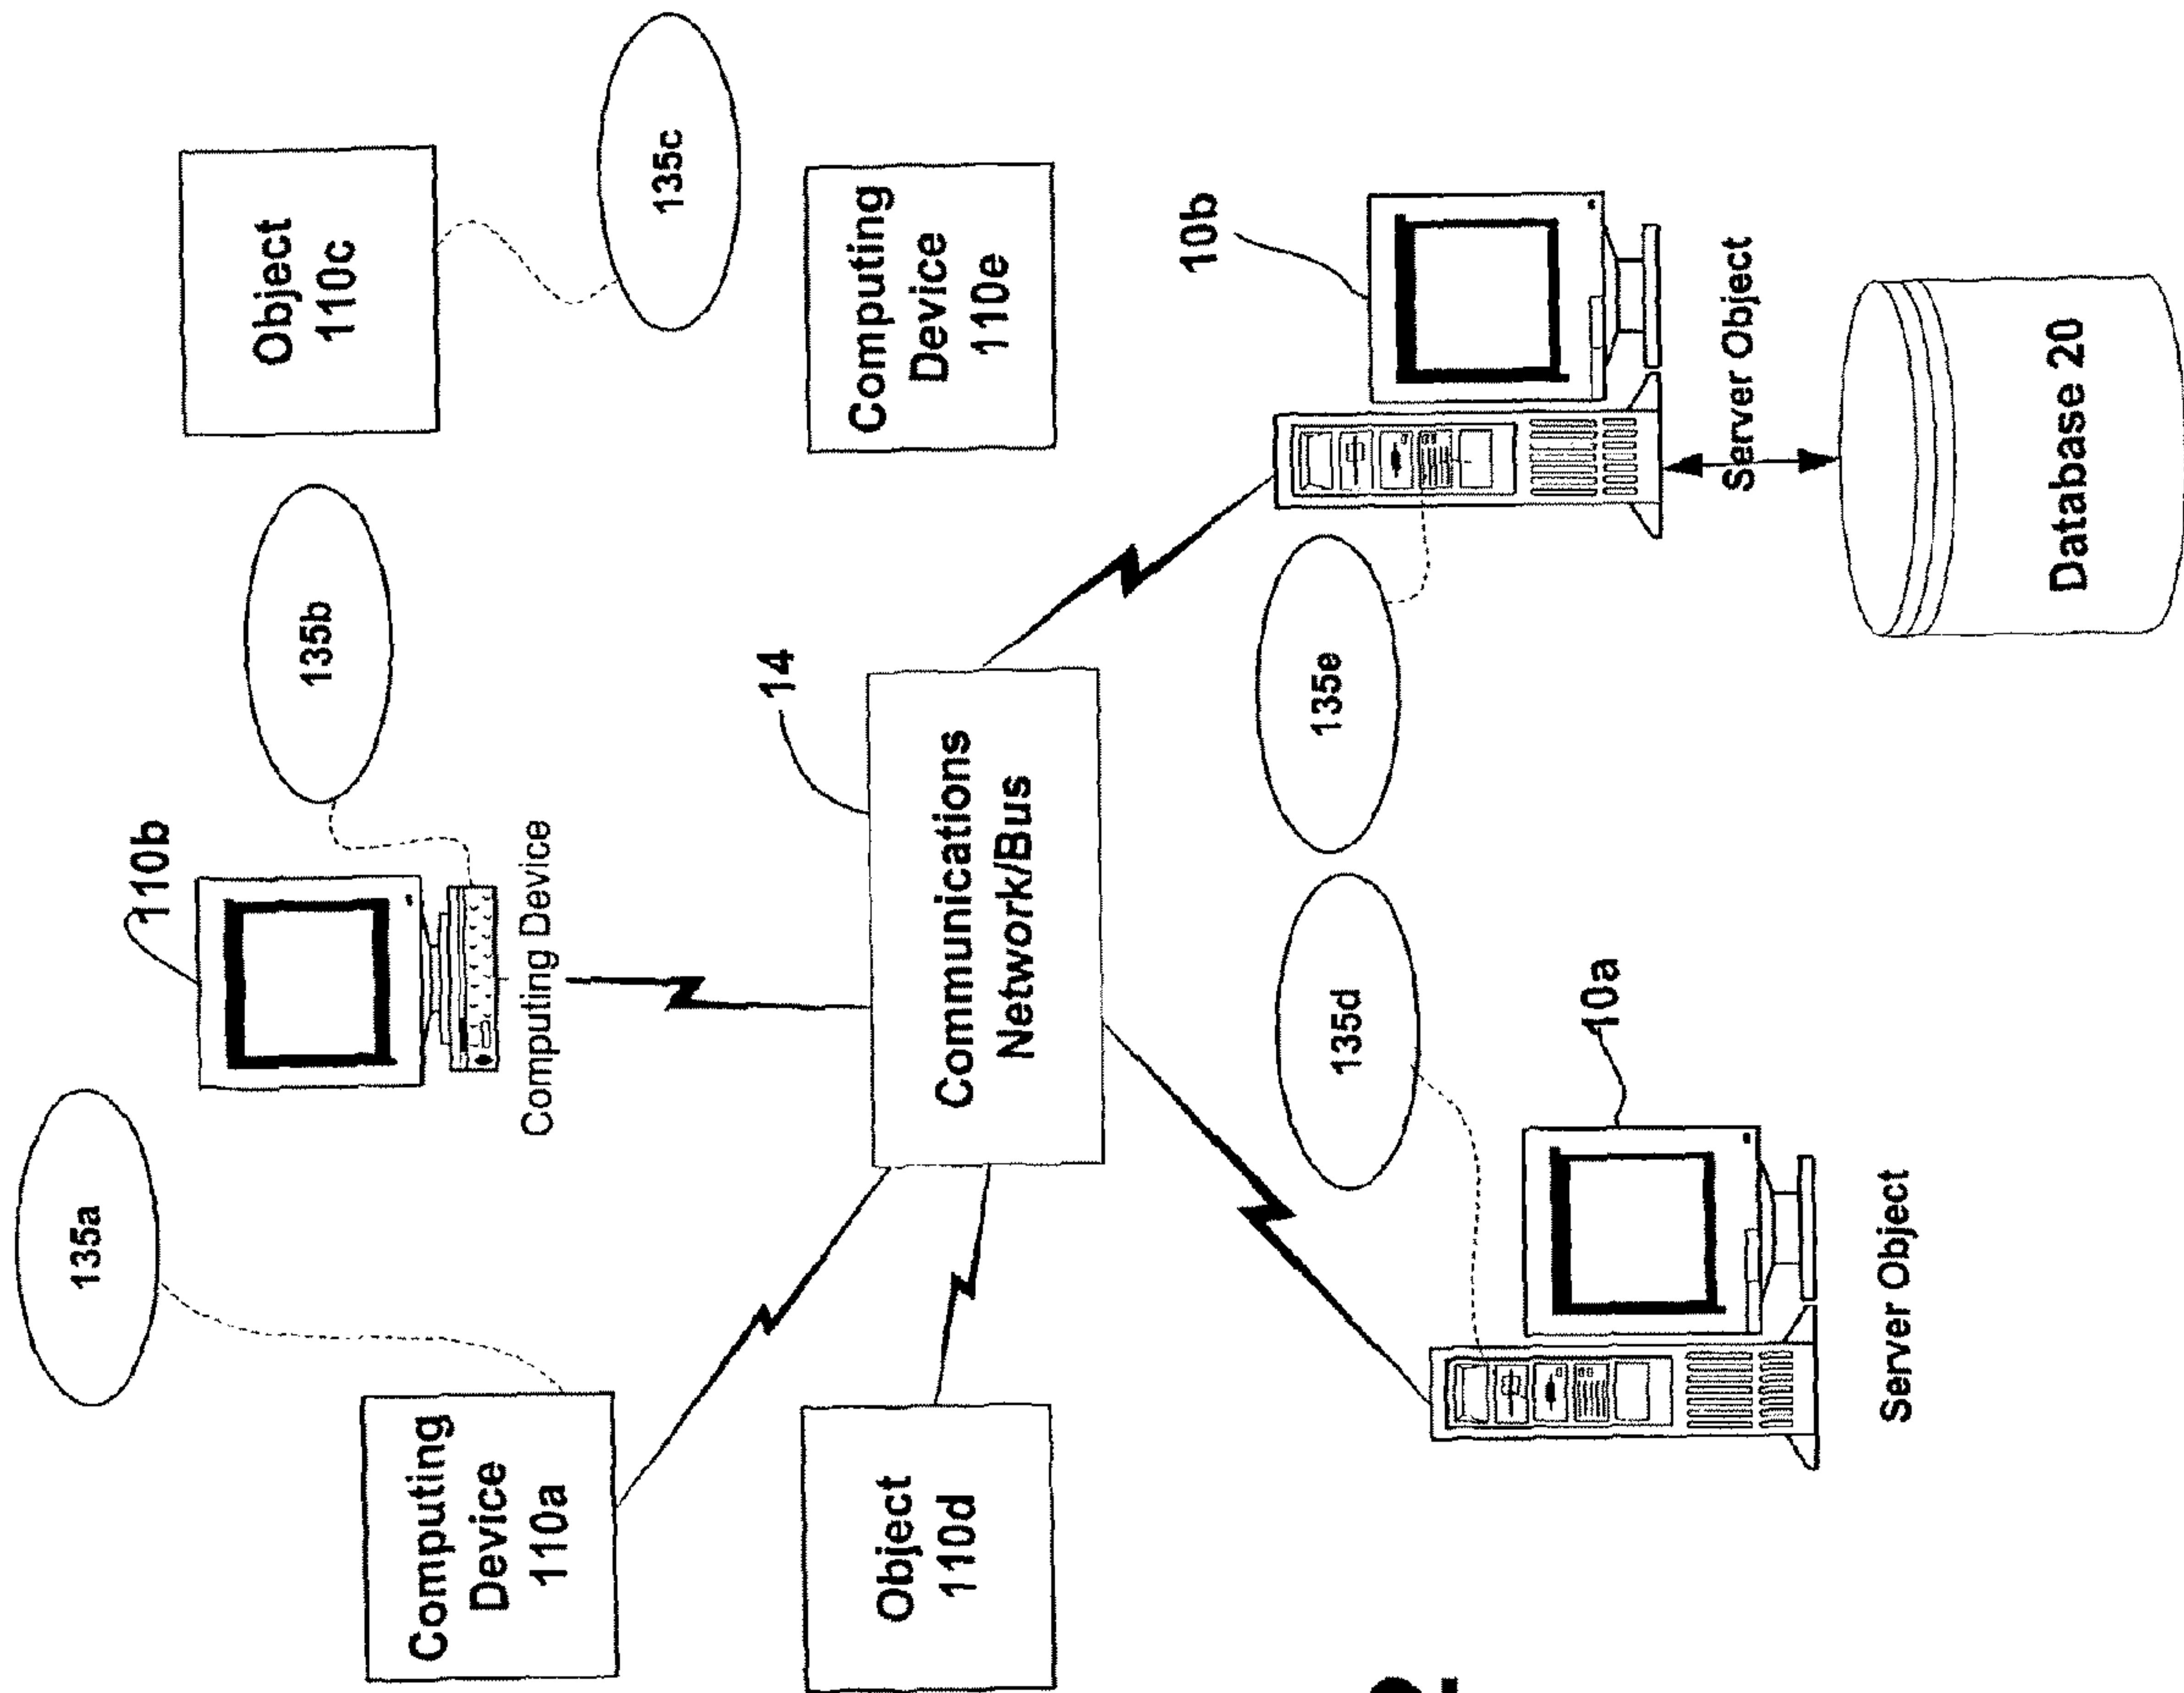 135a
110b
135b
Object
110c
135c
Computing
Device
110a
Computing Device
Object
110d
14
Communications
Network/Bus
Computing
Device
110e
135d
135e
10b
10a
Server Object
Server Object
Database 20